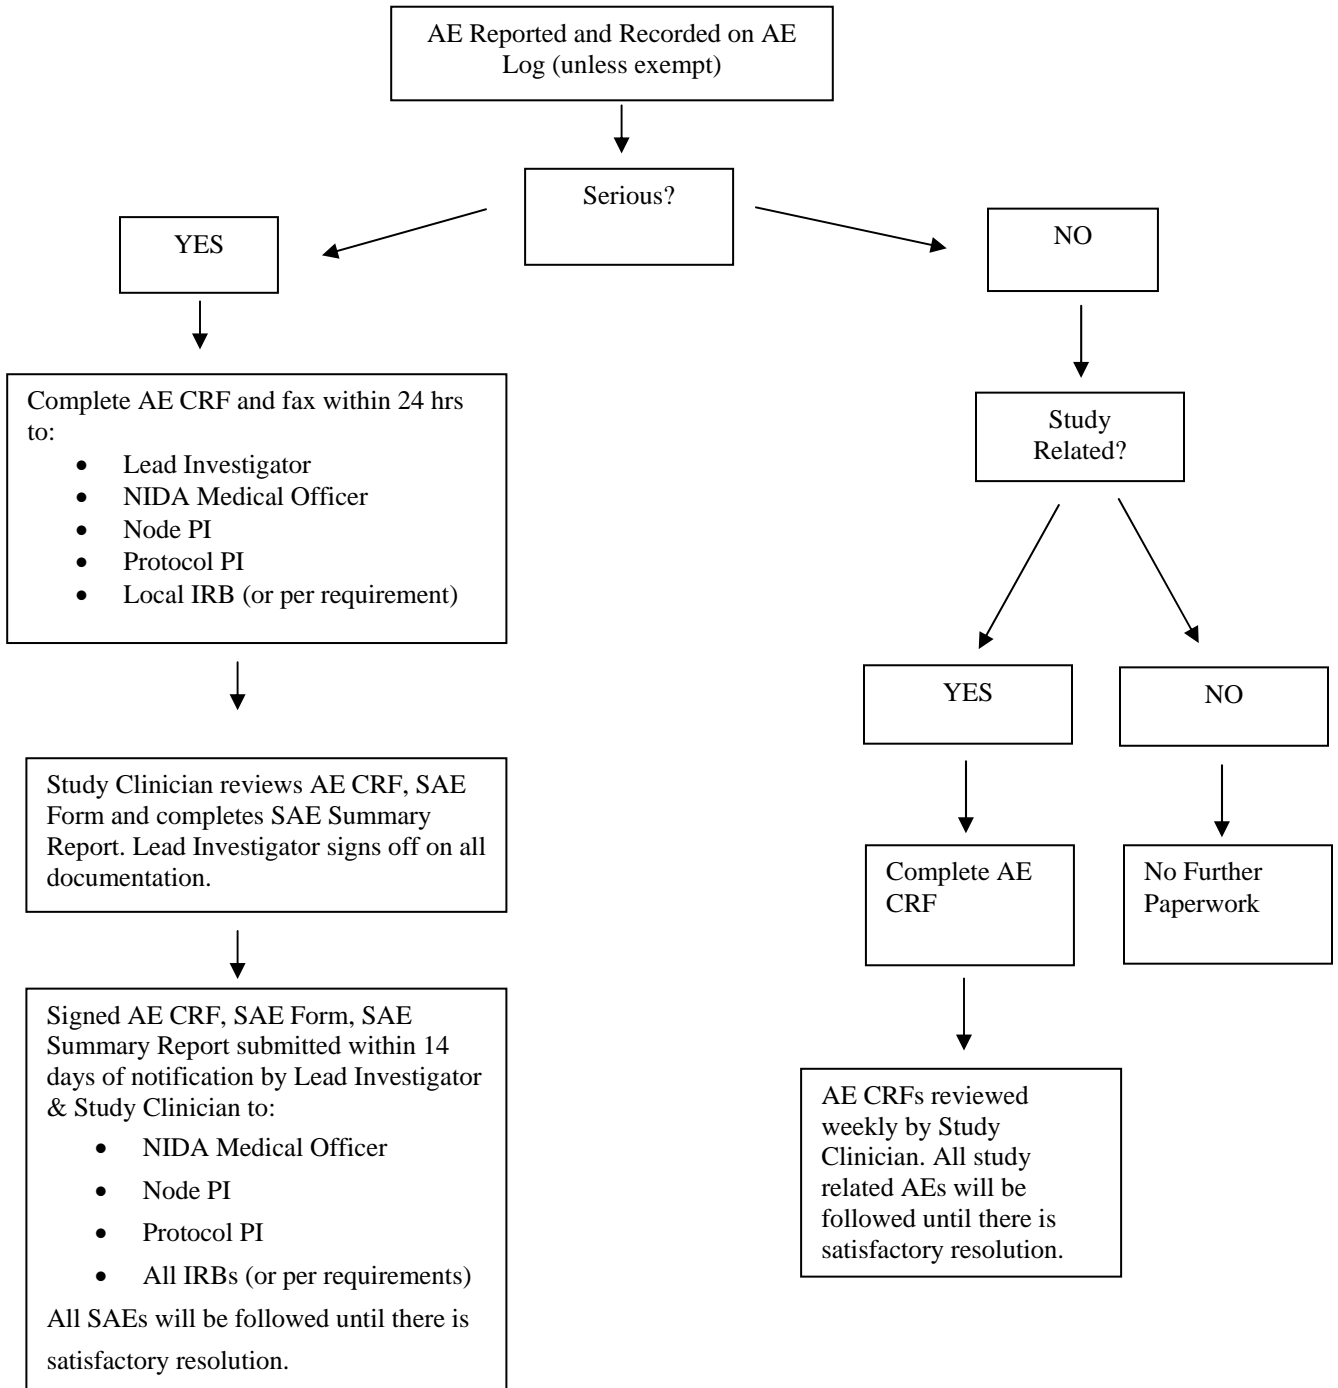 AE Reported and Recorded on AE
Log (unless exempt)
Serious?
YES
NO
Complete AE CRF and fax within 24 hrs
to:
• Lead Investigator
• NIDA Medical Officer
• Node PI
• Protocol PI
• Local IRB (or per requirement)
Study
Related?
YES
NO
Study Clinician reviews AE CRF, SAE
Form and completes SAE Summary
Report. Lead Investigator signs off on all
documentation.
Complete AE
CRF
No Further
Paperwork
Signed AE CRF, SAE Form, SAE
Summary Report submitted within 14
days of notification by Lead Investigator
& Study Clinician to:
• NIDA Medical Officer
• Node PI
• Protocol PI
• All IRBs (or per requirements)
All SAEs will be followed until there is
satisfactory resolution.
AE CRFs reviewed
weekly by Study
Clinician. All study
related AEs will be
followed until there is
satisfactory resolution.